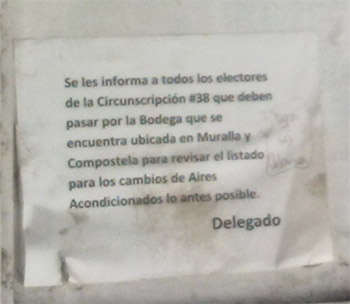 Se les informa a todos los electores
de la Circunscripción #38 que deben
pasar por la Bodega que se
encuentra ubicada en Muralla y
Compostela para revisar el listado
para los cambios de Aires
Acondicionados lo antes posible.
Delegado